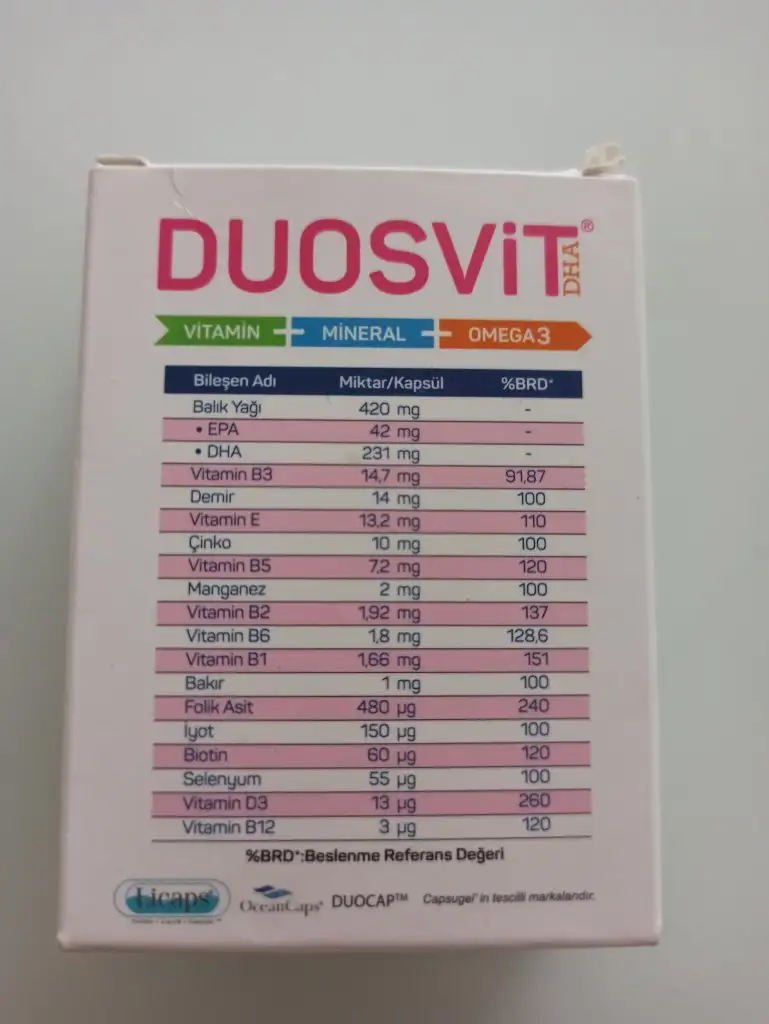 DUOSViT®
DHA
VİTAMİN MİNERAL OMEGA 3
Bileşen Adı Miktar/Kapsül %BRD*
Balık Yağı 420 mg -
• EPA 42 mg -
• DHA 231 mg -
Vitamin B3 14,7 mg 91,87
Demir 14 mg 100
Vitamin E 13,2 mg 110
Çinko 10 mg 100
Vitamin B5 7,2 mg 120
Manganez 2 mg 100
Vitamin B2 1,92 mg 137
Vitamin B6 1,8 mg 128,6
Vitamin B1 1,66 mg 151
Bakır 1 mg 100
Folik Asit 480 µg 240
İyot 150 µg 100
Biotin 60 µg 120
Selenyum 55 µg 100
Vitamin D3 13 µg 260
Vitamin B12 3 µg 120
%BRD*:Beslenme Referans Değeri
Licaps® OceanCaps® DUOCAP™ Capsugel®'in tescilli markalarıdır.